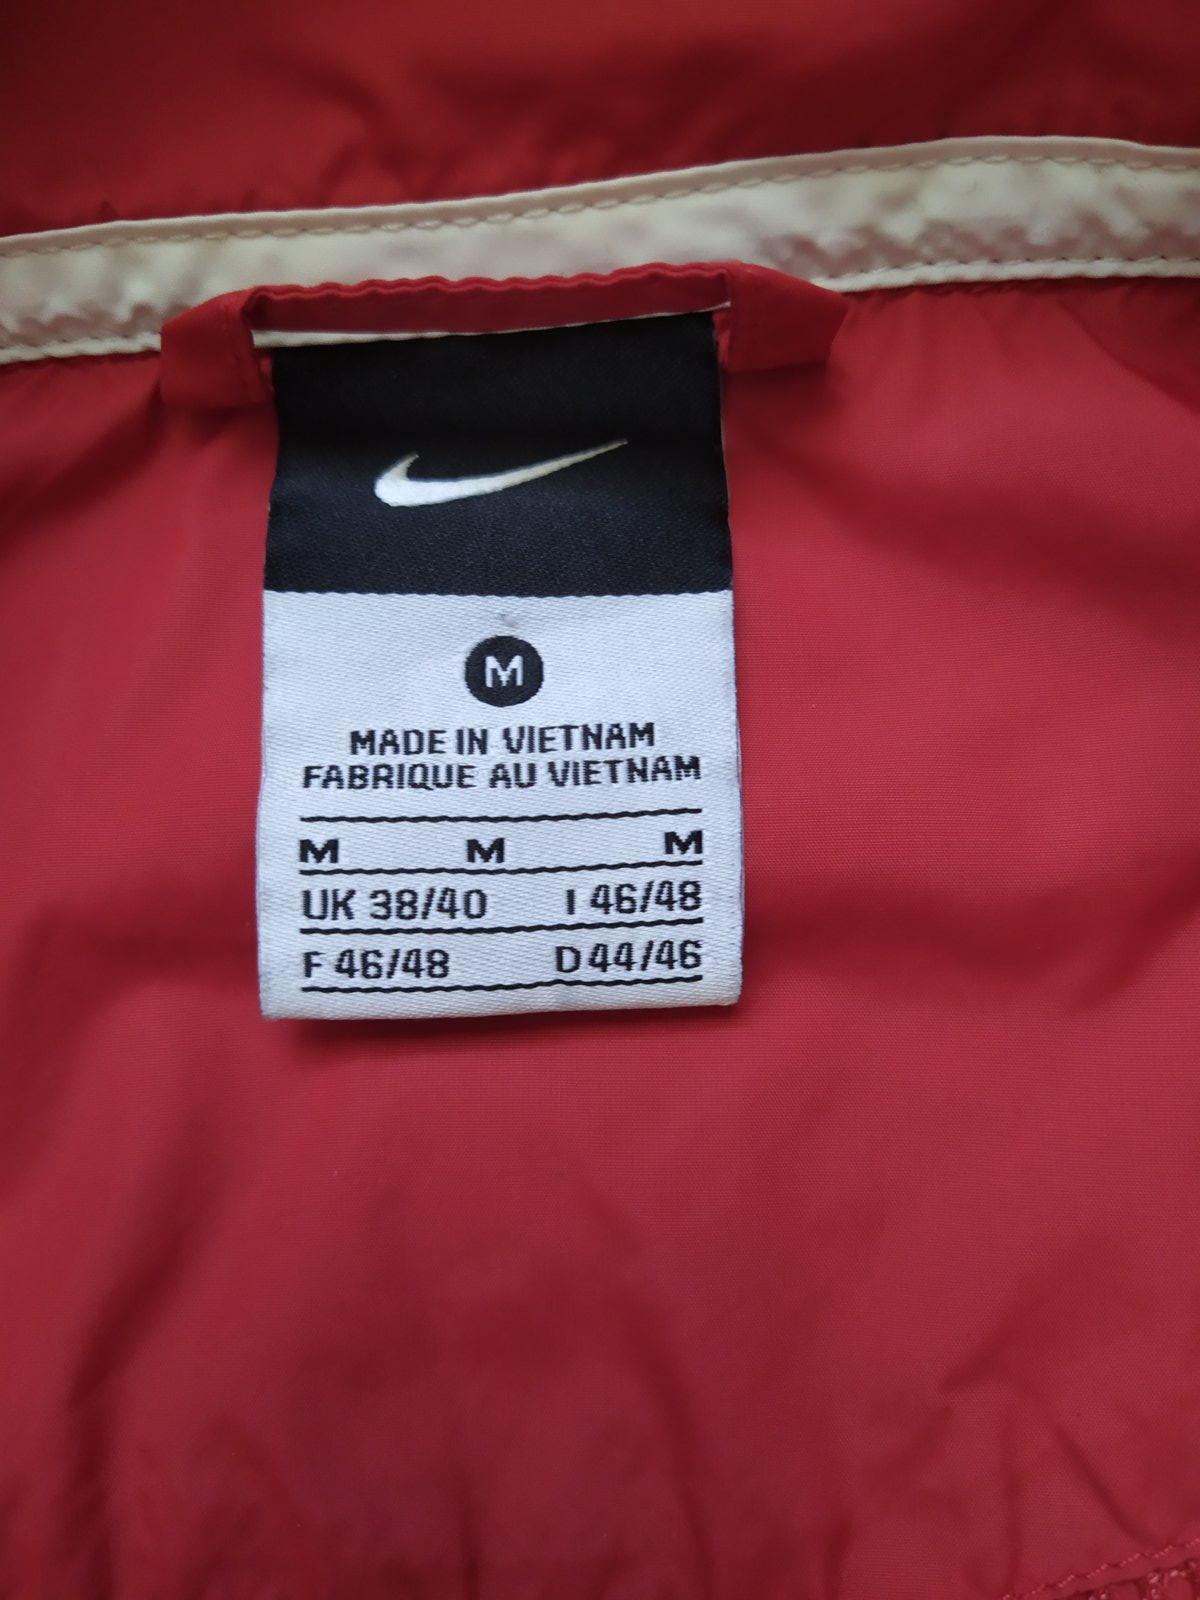 M
MADE IN VIETNAM
FABRIQUE AU VIETNAM
M M M
UK 38/40 I 46/48
F 46/48 D 44/46